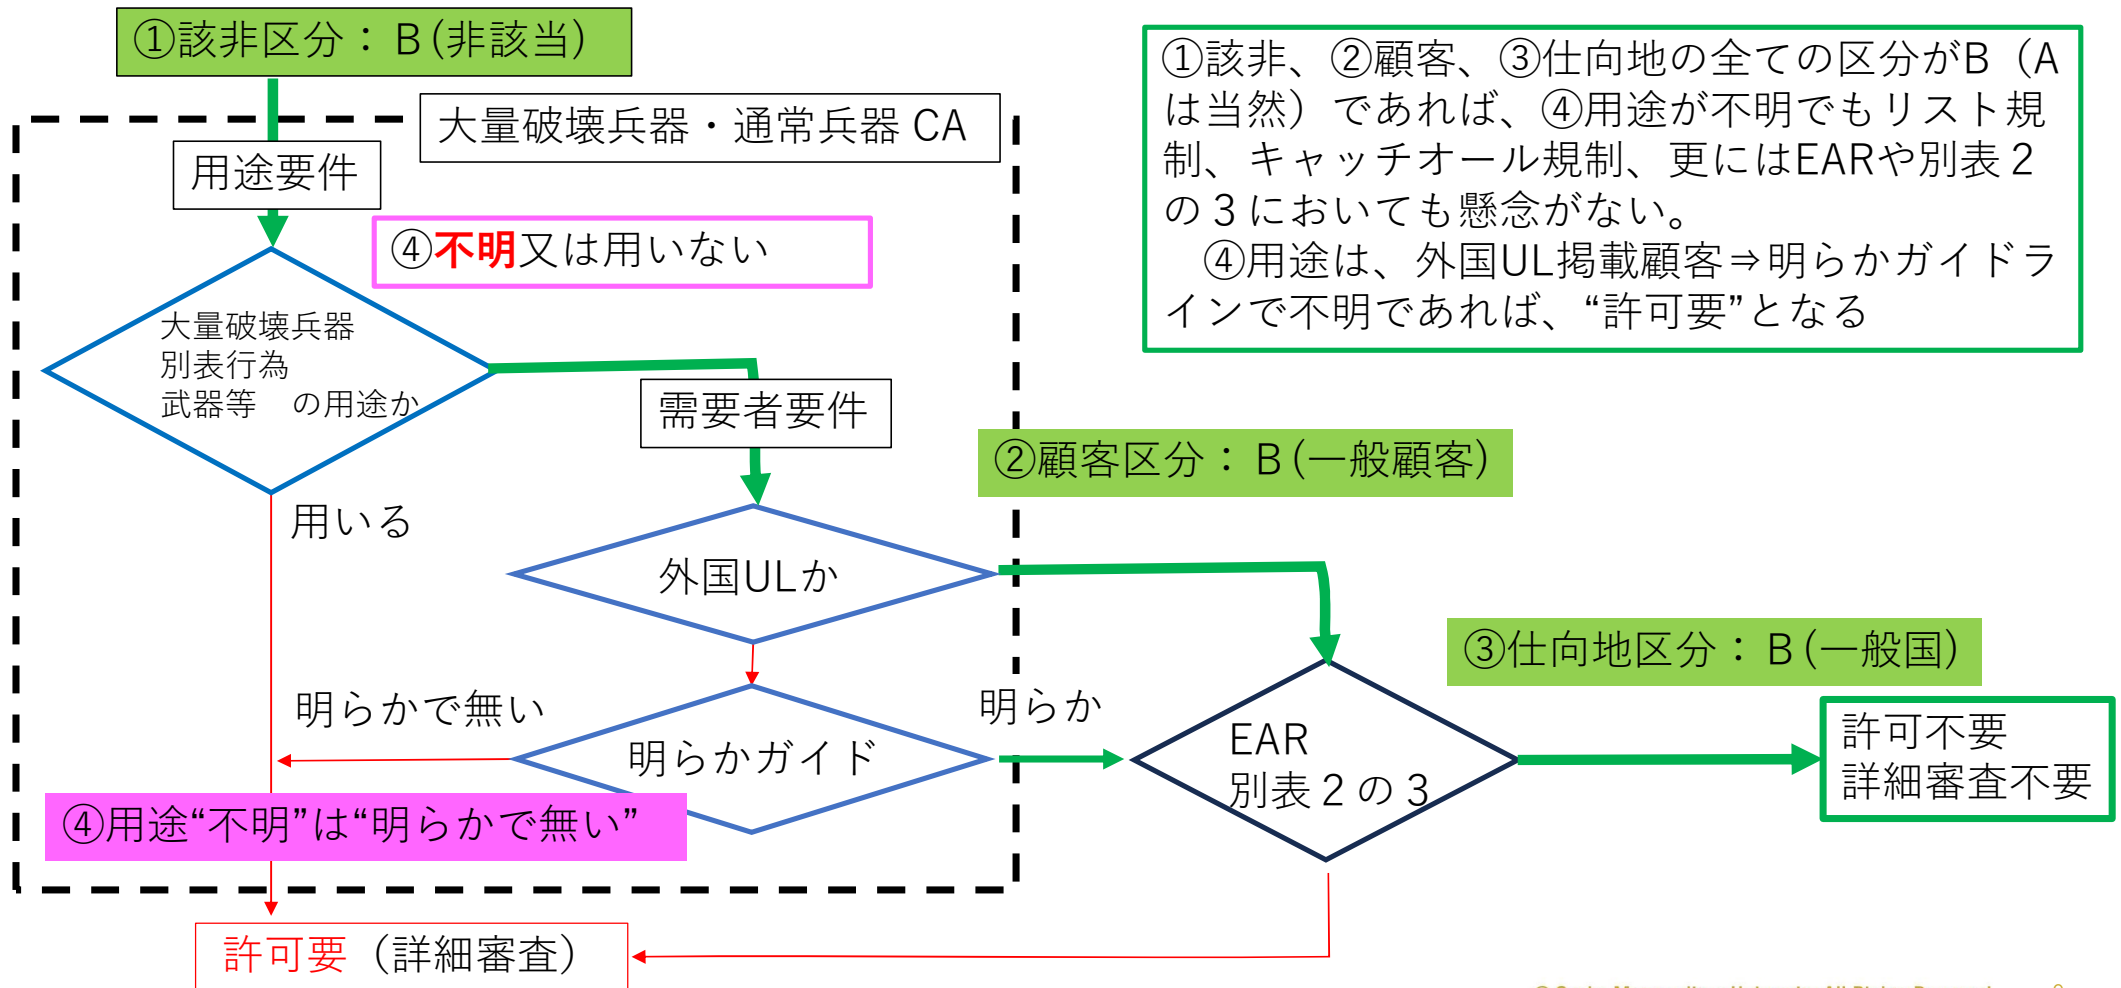 ①該非区分：Ｂ(非該当)
大量破壊兵器・通常兵器 CA
用途要件
④不明又は用いない
大量破壊兵器
別表行為
武器等　の用途か
需要者要件
用いる
外国ULか
明らかで無い
明らかガイド
④用途“不明”は“明らかで無い”
許可要（詳細審査）
①該非、②顧客、③仕向地の全ての区分がB（A
は当然）であれば、④用途が不明でもリスト規
制、キャッチオール規制、更にはEARや別表２
の３においても懸念がない。
　④用途は、外国UL掲載顧客⇒明らかガイドラ
インで不明であれば、“許可要”となる
②顧客区分：Ｂ(一般顧客)
③仕向地区分：Ｂ(一般国)
明らか
EAR
別表２の３
許可不要
詳細審査不要